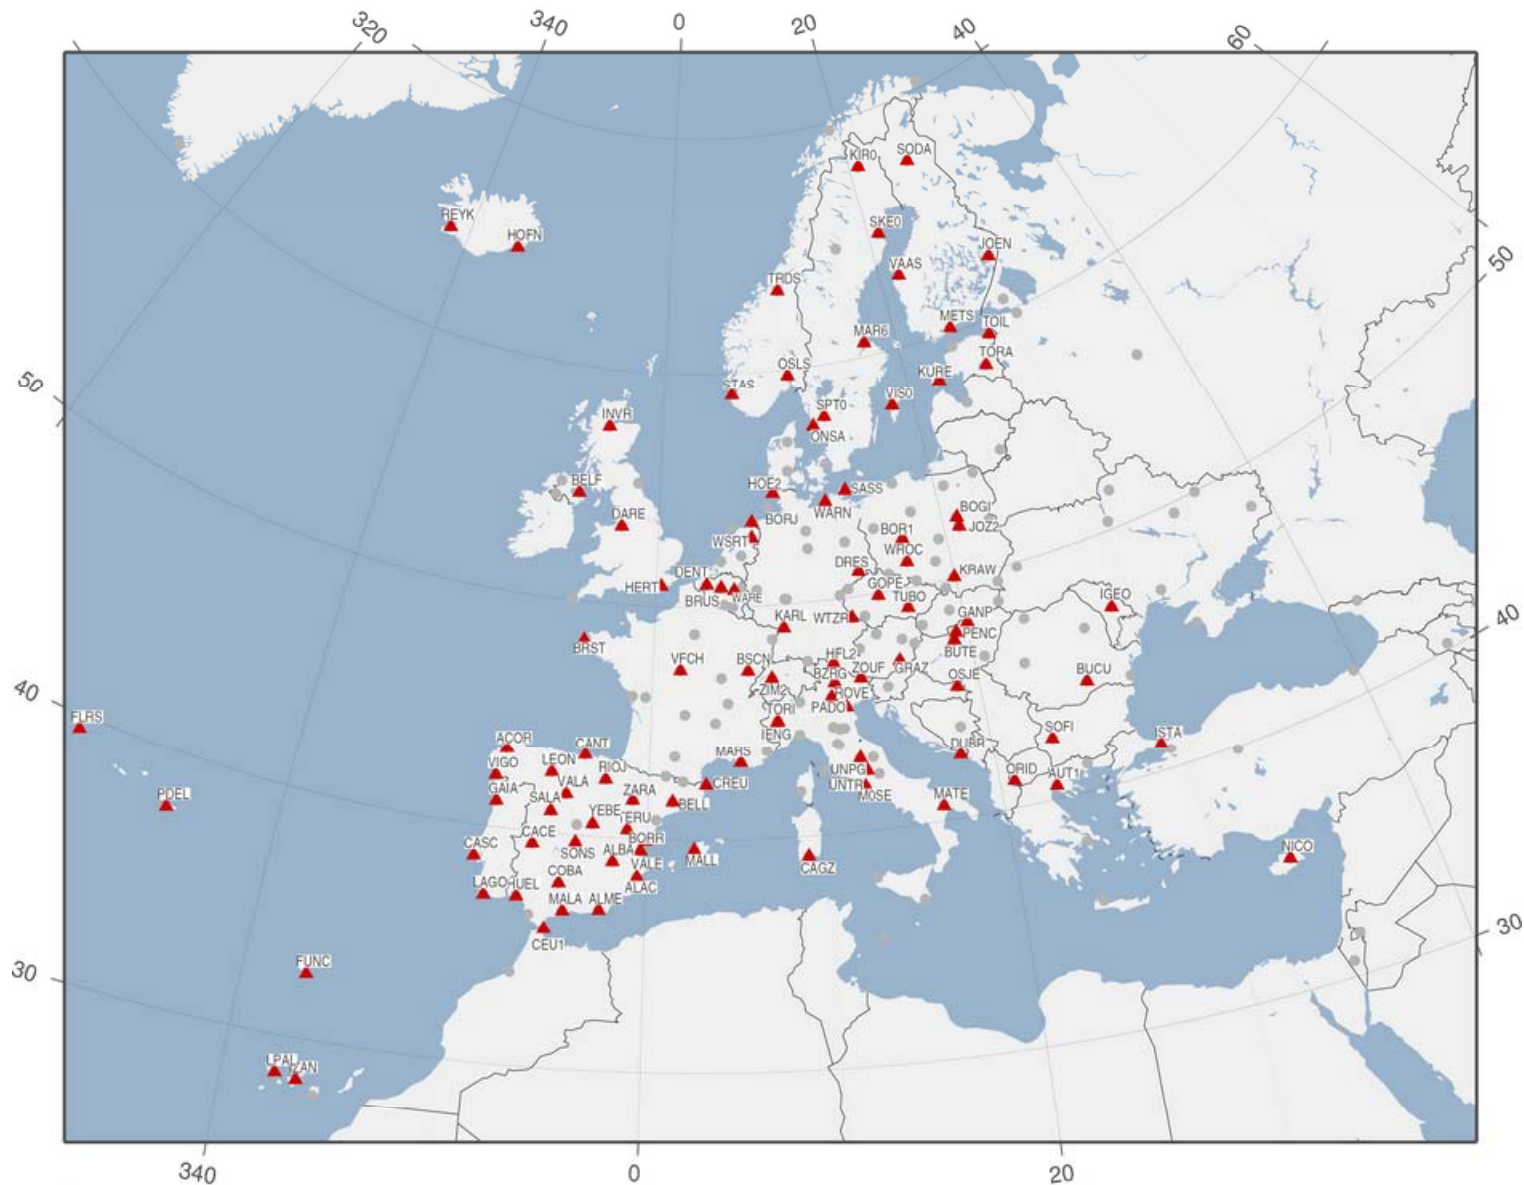 320
340
0
20
40
60
KIR0
SODA
REYK
HOFN
SKE0
JOEN
50
VAAS
TRDS
METS
TOIL
MAR6
TORA
OSLS
KURE
50
STAS
VIS0
SPT0
INVR
ONSA
BELF
HOE2
SASS
DARE
WARN
BOGI
BORJ
JOZ2
BOR1
WSRT
WROC
DRES
KRAW
DENT
HERT
GOPE
BRUS
WARE
TUBO
IGEO
GANP
KARL
WTZR
PENC
40
BRST
BUTE
VFCH
BSCN
HFL2
ZOUF
GRAZ
BUCU
BZRG
OSJE
40
ZIM2
ROVE
FLRS
TORI
PADO
SOFI
ISTA
ACOR
CANT
IENG
DUBR
MARS
VIGO
LEON
RIOJ
UNPG
ORID
AUT1
GAIA
VALA
ZARA
CREU
UNTR
PDEL
SALA
BELL
M0SE
MATE
YEBE
TERU
CACE
BORR
CASC
SONS
ALBA
MALL
NICO
COBA
VALE
CAGZ
LAGO
HUEL
ALAC
MALA
ALME
30
CEU1
FUNC
30
LPAL
IZAN
340
0
20